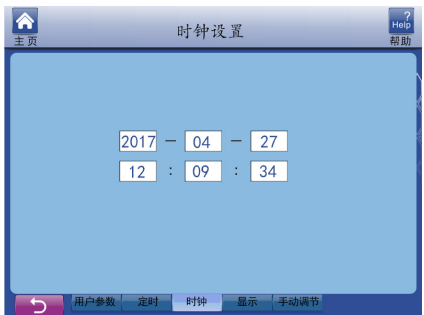 时钟设置
?
Help
主页
帮助
2017 - 04 - 27
12 : 09 : 34
用户参数 定时 时钟 显示 手动调节